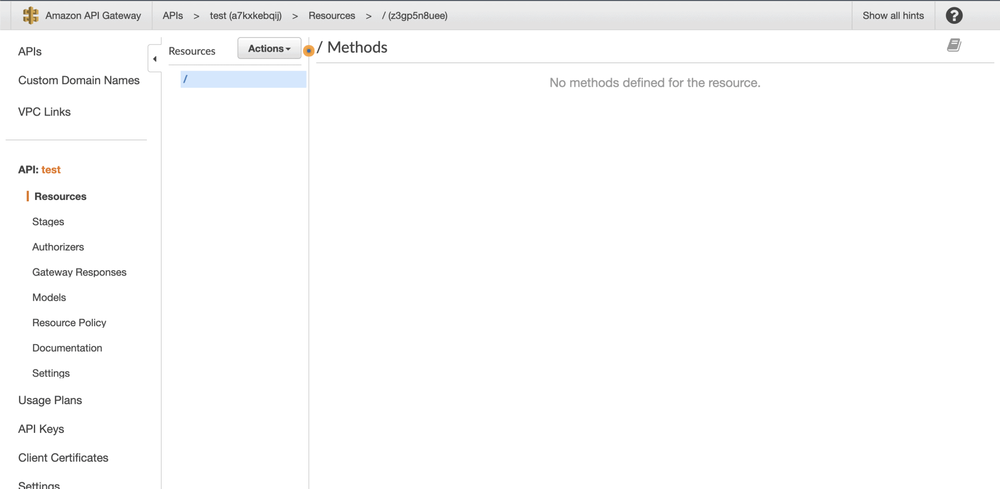 Amazon API Gateway
APIs > test (a7kxkebqij) > Resources > / (z3gp5n8uee)
Show all hints
?
APIs
Custom Domain Names
VPC Links
API: test
Resources
Stages
Authorizers
Gateway Responses
Models
Resource Policy
Documentation
Settings
Usage Plans
API Keys
Client Certificates
Settings
Resources
Actions
/
/ Methods
No methods defined for the resource.